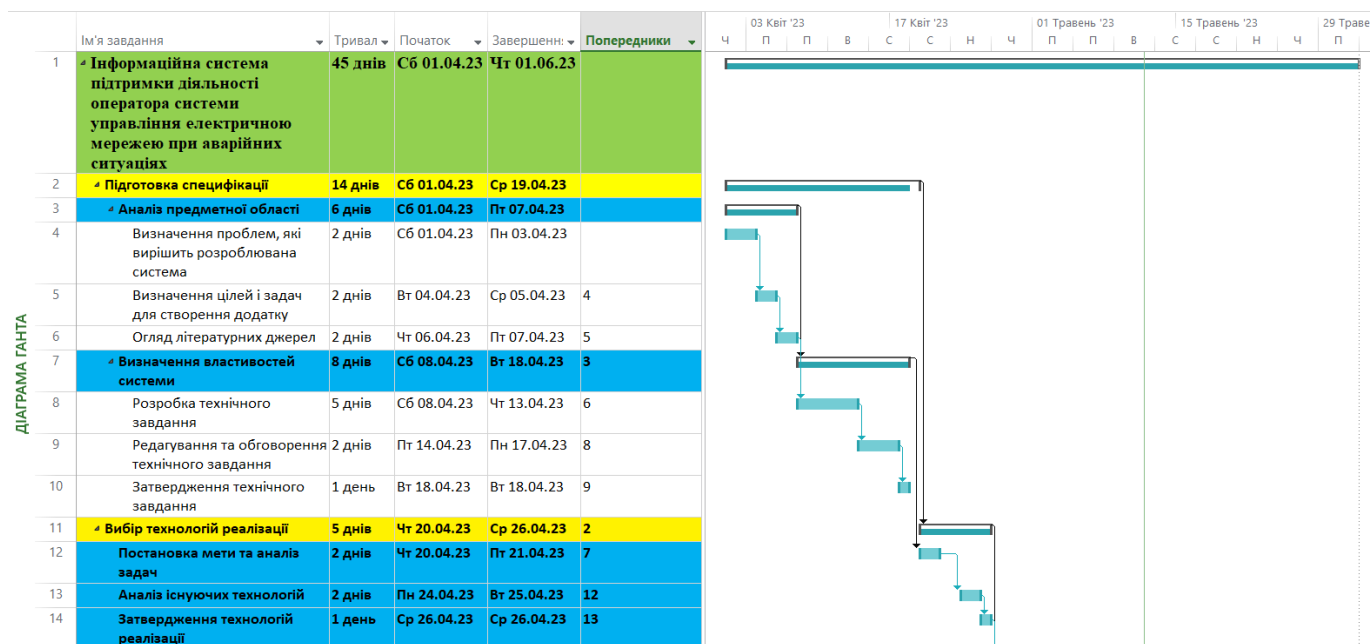 Ім'я завдання Тривал Початок Завершення Попередники
03 Квіт '23 17 Квіт '23 01 Травень '23 15 Травень '23 29 Траве
Ч П П В С С Н Ч П П В С С Н Ч П
1 Інформаційна система 45 днів Сб 01.04.23 Чт 01.06.23
підтримки діяльності
оператора системи
управління електричною
мережею при аварійних
ситуаціях
2 Підготовка специфікації 14 днів Сб 01.04.23 Ср 19.04.23
3 Аналіз предметної області 6 днів Сб 01.04.23 Пт 07.04.23
4 Визначення проблем, які 2 днів Сб 01.04.23 Пн 03.04.23
вирішить розроблювана
система
5 Визначення цілей і задач 2 днів Вт 04.04.23 Ср 05.04.23 4
для створення додатку
6 Огляд літературних джерел 2 днів Чт 06.04.23 Пт 07.04.23 5
7 Визначення властивостей 8 днів Сб 08.04.23 Вт 18.04.23 3
системи
8 Розробка технічного 5 днів Сб 08.04.23 Чт 13.04.23 6
завдання
9 Редагування та обговорення 2 днів Пт 14.04.23 Пн 17.04.23 8
технічного завдання
10 Затвердження технічного 1 день Вт 18.04.23 Вт 18.04.23 9
завдання
11 Вибір технологій реалізації 5 днів Чт 20.04.23 Ср 26.04.23 2
12 Постановка мети та аналіз 2 днів Чт 20.04.23 Пт 21.04.23 7
задач
13 Аналіз існуючих технологій 2 днів Пн 24.04.23 Вт 25.04.23 12
14 Затвердження технологій 1 день Ср 26.04.23 Ср 26.04.23 13
реалізації
ДІАГРАМА ГАНТА